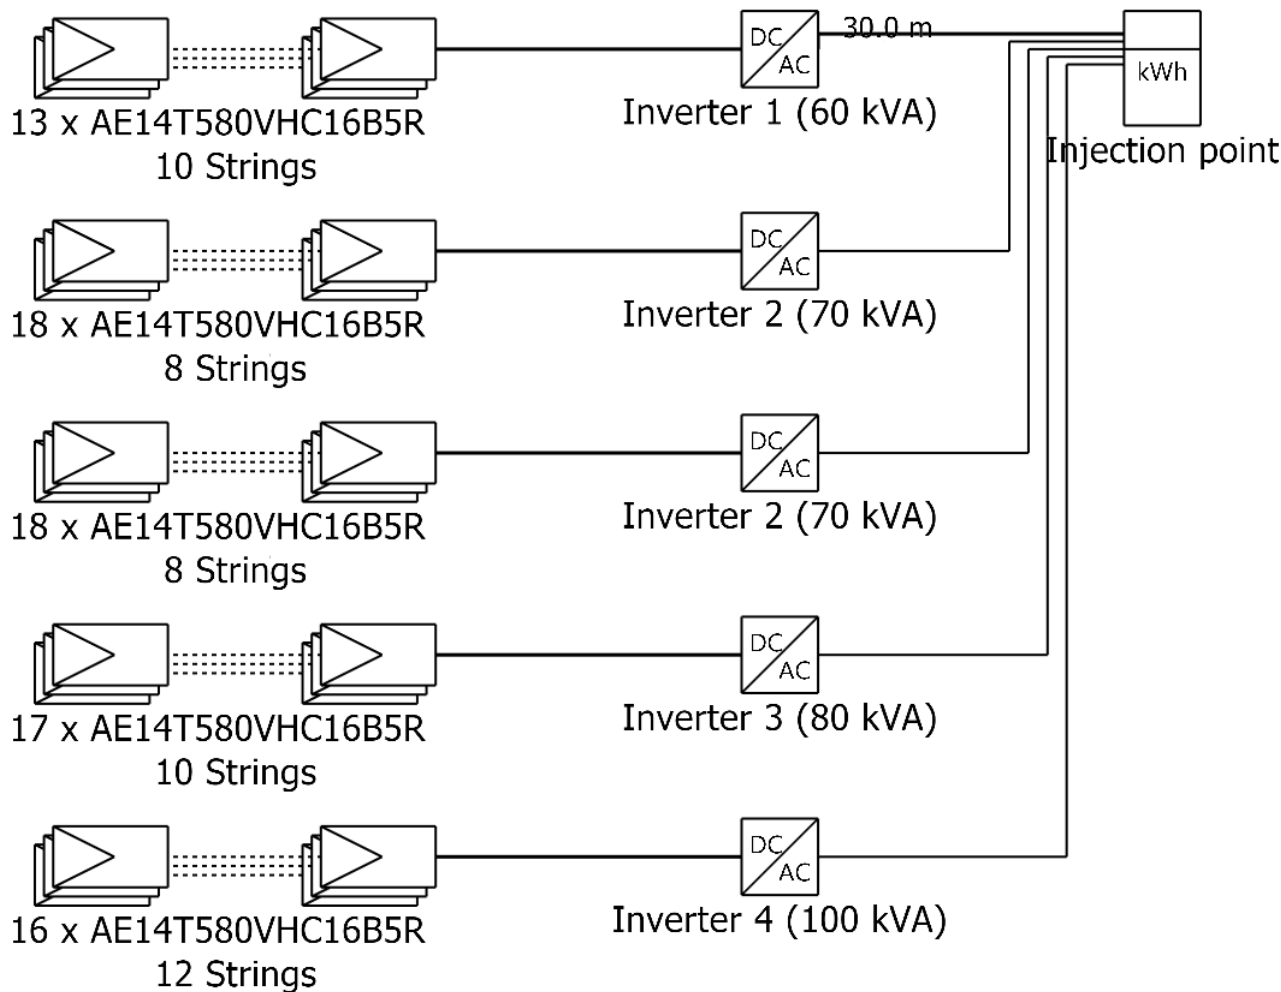 DC
AC
30.0 m
kWh
13 x AE14T580VHC16B5R
10 Strings
Inverter 1 (60 kVA)
Injection point
DC
AC
18 x AE14T580VHC16B5R
8 Strings
Inverter 2 (70 kVA)
DC
AC
18 x AE14T580VHC16B5R
8 Strings
Inverter 2 (70 kVA)
DC
AC
17 x AE14T580VHC16B5R
10 Strings
Inverter 3 (80 kVA)
DC
AC
16 x AE14T580VHC16B5R
12 Strings
Inverter 4 (100 kVA)